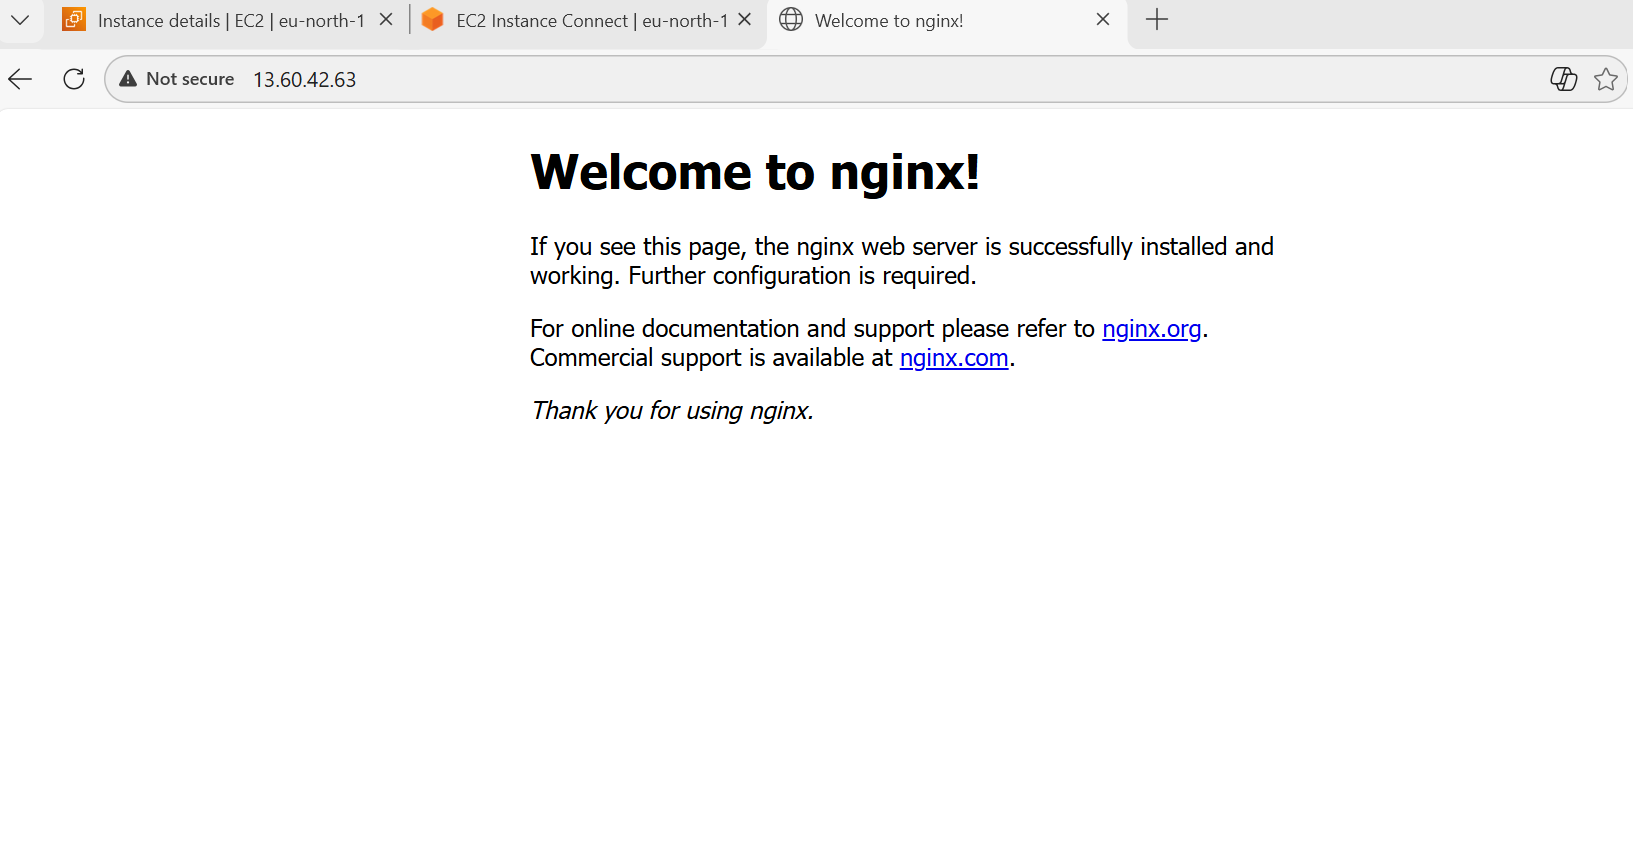 Instance details | EC2 | eu-north-1
EC2 Instance Connect | eu-north-1
Welcome to nginx!
Not secure 13.60.42.63
Welcome to nginx!
If you see this page, the nginx web server is successfully installed and
working. Further configuration is required.
For online documentation and support please refer to nginx.org.
Commercial support is available at nginx.com.
Thank you for using nginx.